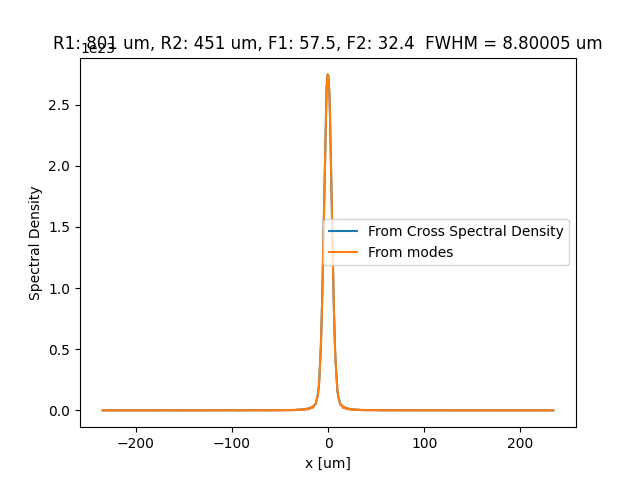 R1: 801 um, R2: 451 um, F1: 57.5, F2: 32.4  FWHM = 8.80005 um
1e23
2.5
2.0
1.5
1.0
0.5
0.0
Spectral Density
From Cross Spectral Density
From modes
−200
−100
0
100
200
x [um]